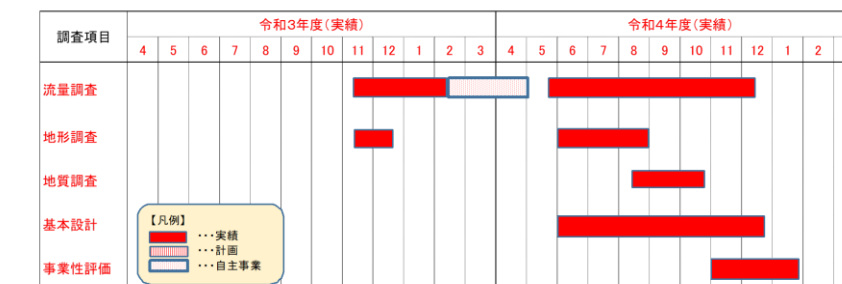 調査項目
令和3年度(実績)
令和4年度(実績)
4 5 6 7 8 9 10 11 12 1 2 3 4 5 6 7 8 9 10 11 12 1 2
流量調査
地形調査
地質調査
基本設計
事業性評価
【凡例】
・・・実績
・・・計画
・・・自主事業